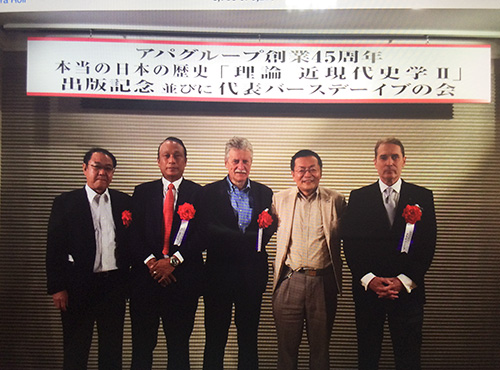 アパグループ創業45周年
本当の日本の歴史「理論 近現代史学Ⅱ」
出版記念 並びに 代表バースデーイブの会